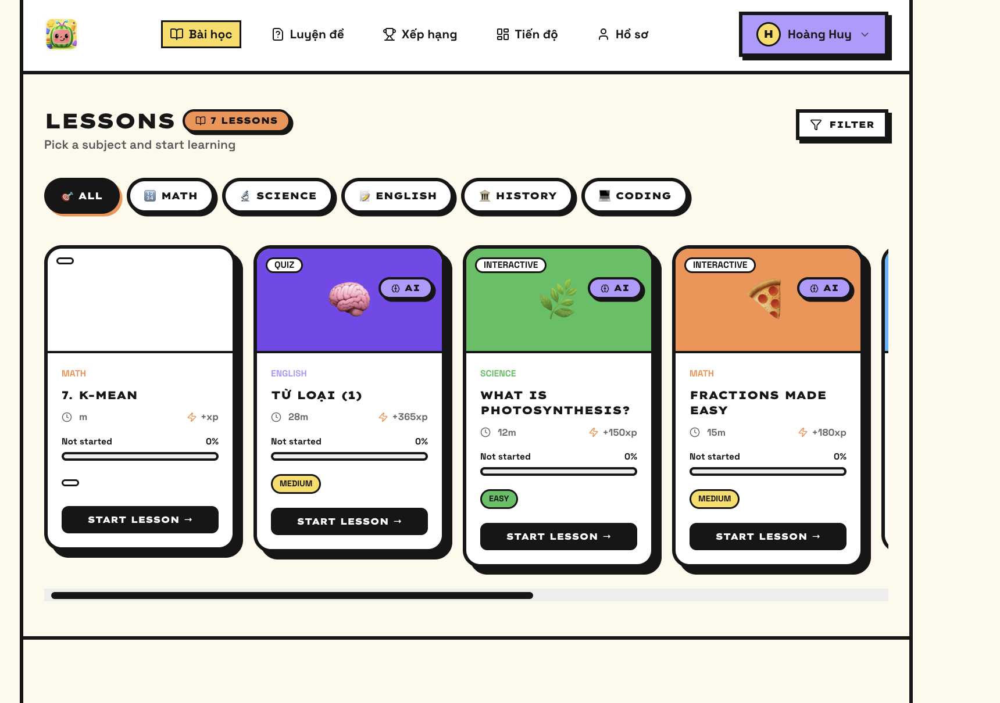 Bài học
Luyện đề
Xếp hạng
Tiến độ
Hồ sơ
H
Hoàng Huy
LESSONS
7 LESSONS
Pick a subject and start learning
FILTER
ALL
MATH
SCIENCE
ENGLISH
HISTORY
CODING
MATH
7. K-MEAN
m
+xp
Not started 0%
START LESSON →
QUIZ
AI
ENGLISH
TỪ LOẠI (1)
28m
+365xp
Not started 0%
MEDIUM
START LESSON →
INTERACTIVE
AI
SCIENCE
WHAT IS
PHOTOSYNTHESIS?
12m
+150xp
Not started 0%
EASY
START LESSON →
INTERACTIVE
AI
MATH
FRACTIONS MADE
EASY
15m
+180xp
Not started 0%
MEDIUM
START LESSON →